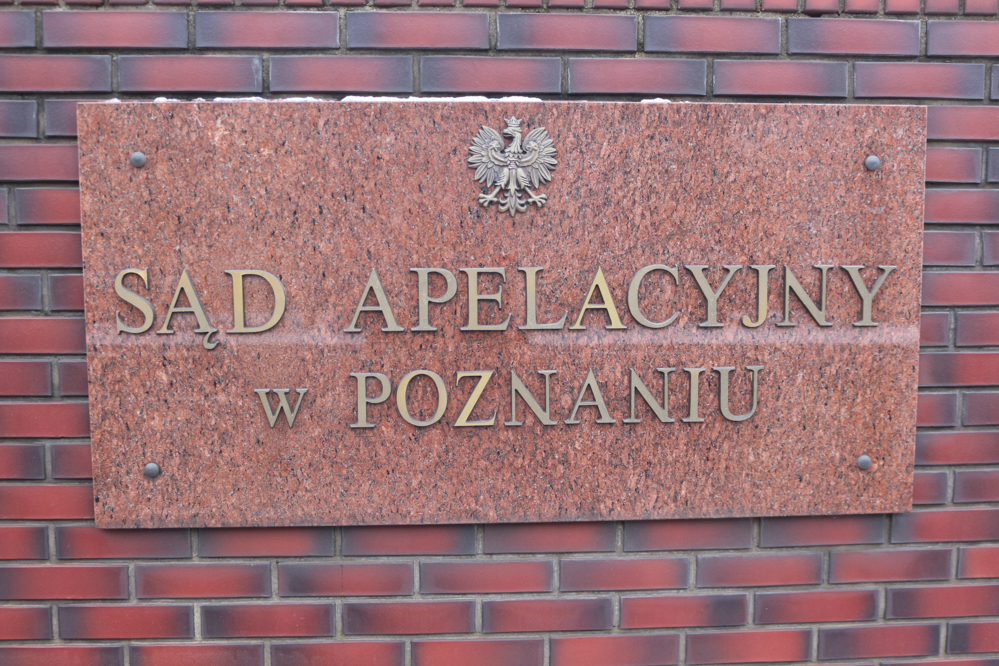 SĄD APELACYJNY
w POZNANIU